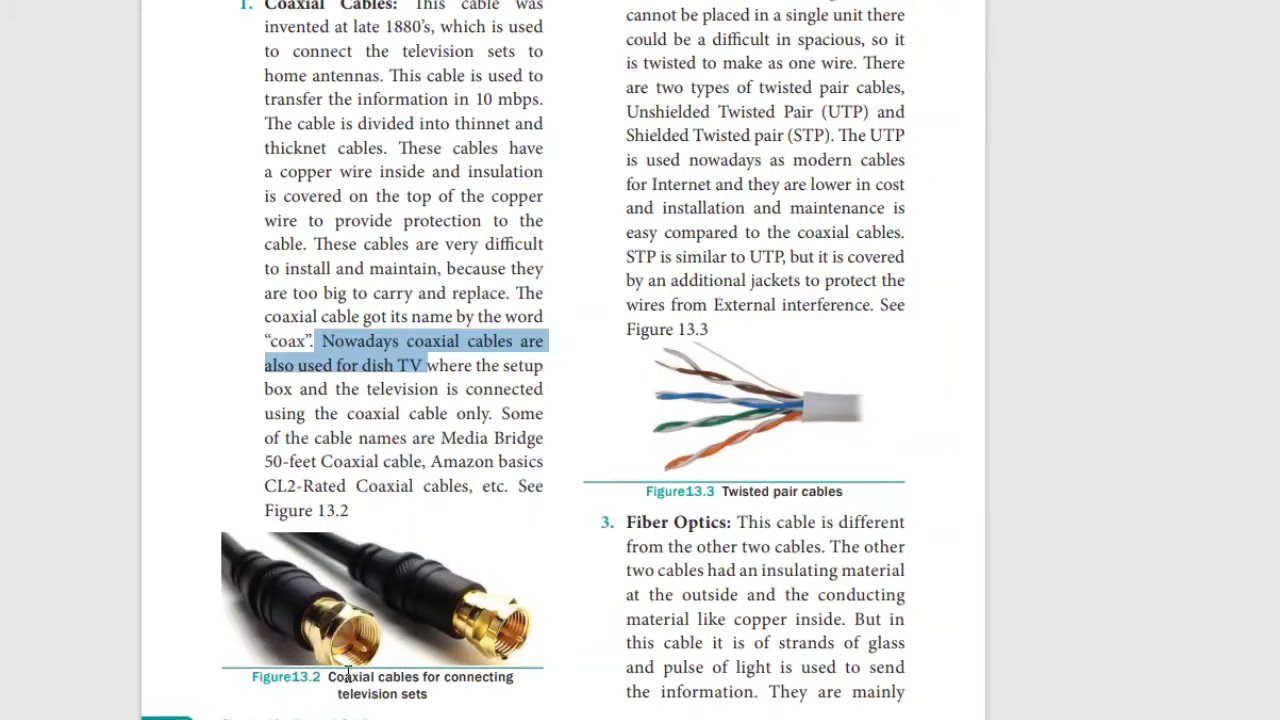 1. Coaxial Cables: This cable was
invented at late 1880's, which is used
to connect the television sets to
home antennas. This cable is used to
transfer the information in 10 mbps.
The cable is divided into thinnet and
thicknet cables. These cables have
a copper wire inside and insulation
is covered on the top of the copper
wire to provide protection to the
cable. These cables are very difficult
to install and maintain, because they
are too big to carry and replace. The
coaxial cable got its name by the word
“coax”. Nowadays coaxial cables are
also used for dish TV where the setup
box and the television is connected
using the coaxial cable only. Some
of the cable names are Media Bridge
50-feet Coaxial cable, Amazon basics
CL2-Rated Coaxial cables, etc. See
Figure 13.2
Figure13.2 Coaxial cables for connecting
television sets
cannot be placed in a single unit there
could be a difficult in spacious, so it
is twisted to make as one wire. There
are two types of twisted pair cables,
Unshielded Twisted Pair (UTP) and
Shielded Twisted pair (STP). The UTP
is used nowadays as modern cables
for Internet and they are lower in cost
and installation and maintenance is
easy compared to the coaxial cables.
STP is similar to UTP, but it is covered
by an additional jackets to protect the
wires from External interference. See
Figure 13.3
Figure13.3 Twisted pair cables
3. Fiber Optics: This cable is different
from the other two cables. The other
two cables had an insulating material
at the outside and the conducting
material like copper inside. But in
this cable it is of strands of glass
and pulse of light is used to send
the information. They are mainly